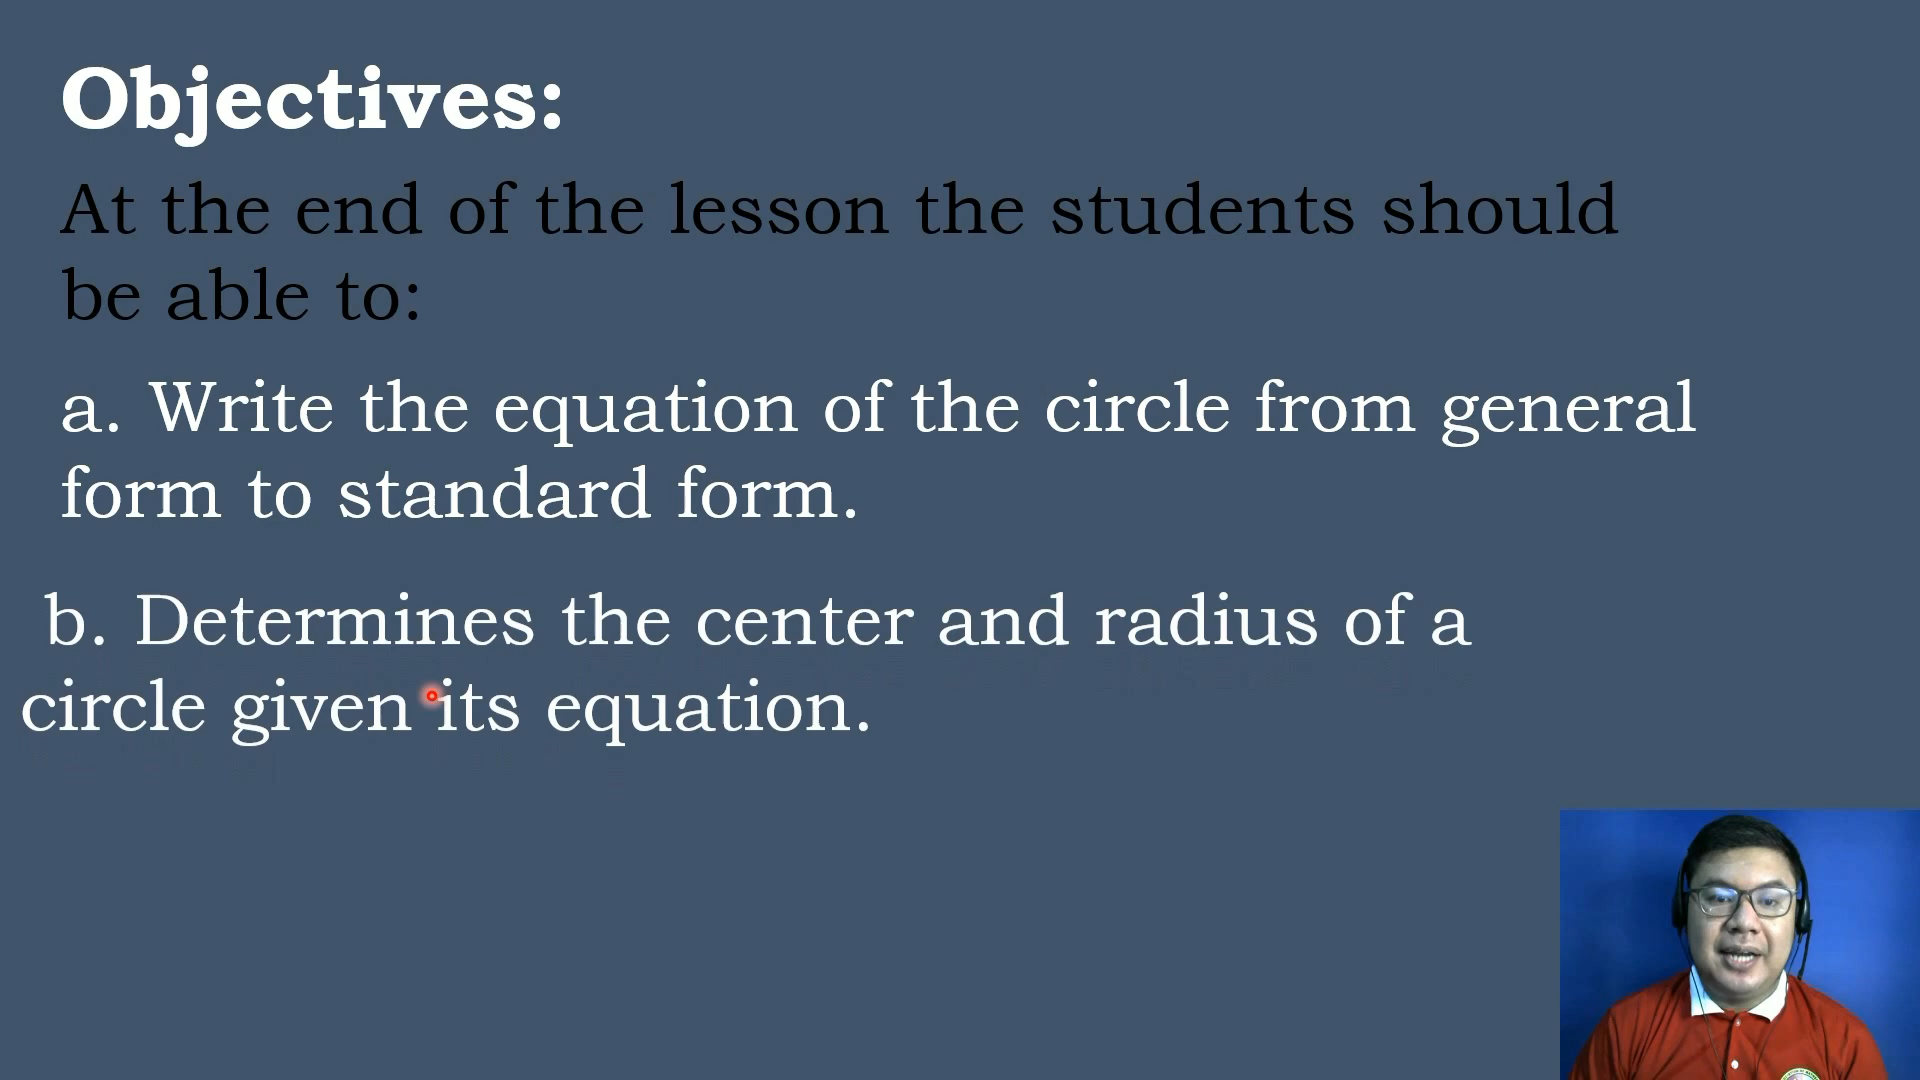 Objectives:
At the end of the lesson the students should
be able to:
a. Write the equation of the circle from general
form to standard form.
b. Determines the center and radius of a
circle given its equation.